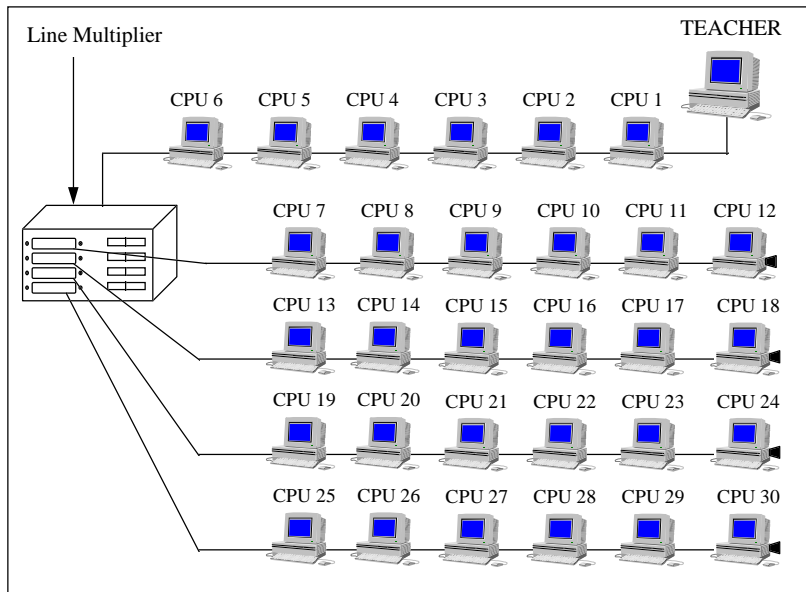 TEACHER
Line Multiplier
CPU 6 CPU 5 CPU 4 CPU 3 CPU 2 CPU 1
CPU 7 CPU 8 CPU 9 CPU 10 CPU 11 CPU 12
CPU 13 CPU 14 CPU 15 CPU 16 CPU 17 CPU 18
CPU 19 CPU 20 CPU 21 CPU 22 CPU 23 CPU 24
CPU 25 CPU 26 CPU 27 CPU 28 CPU 29 CPU 30